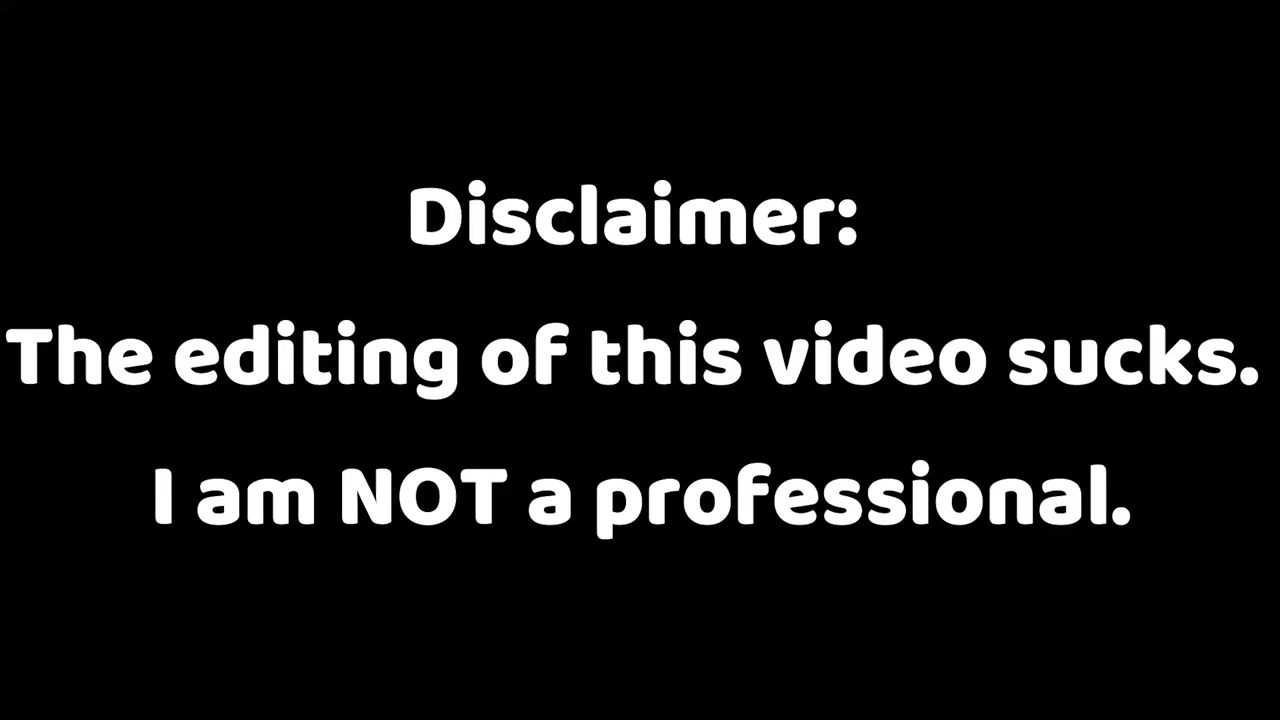 Disclaimer:
The editing of this video sucks.
I am NOT a professional.